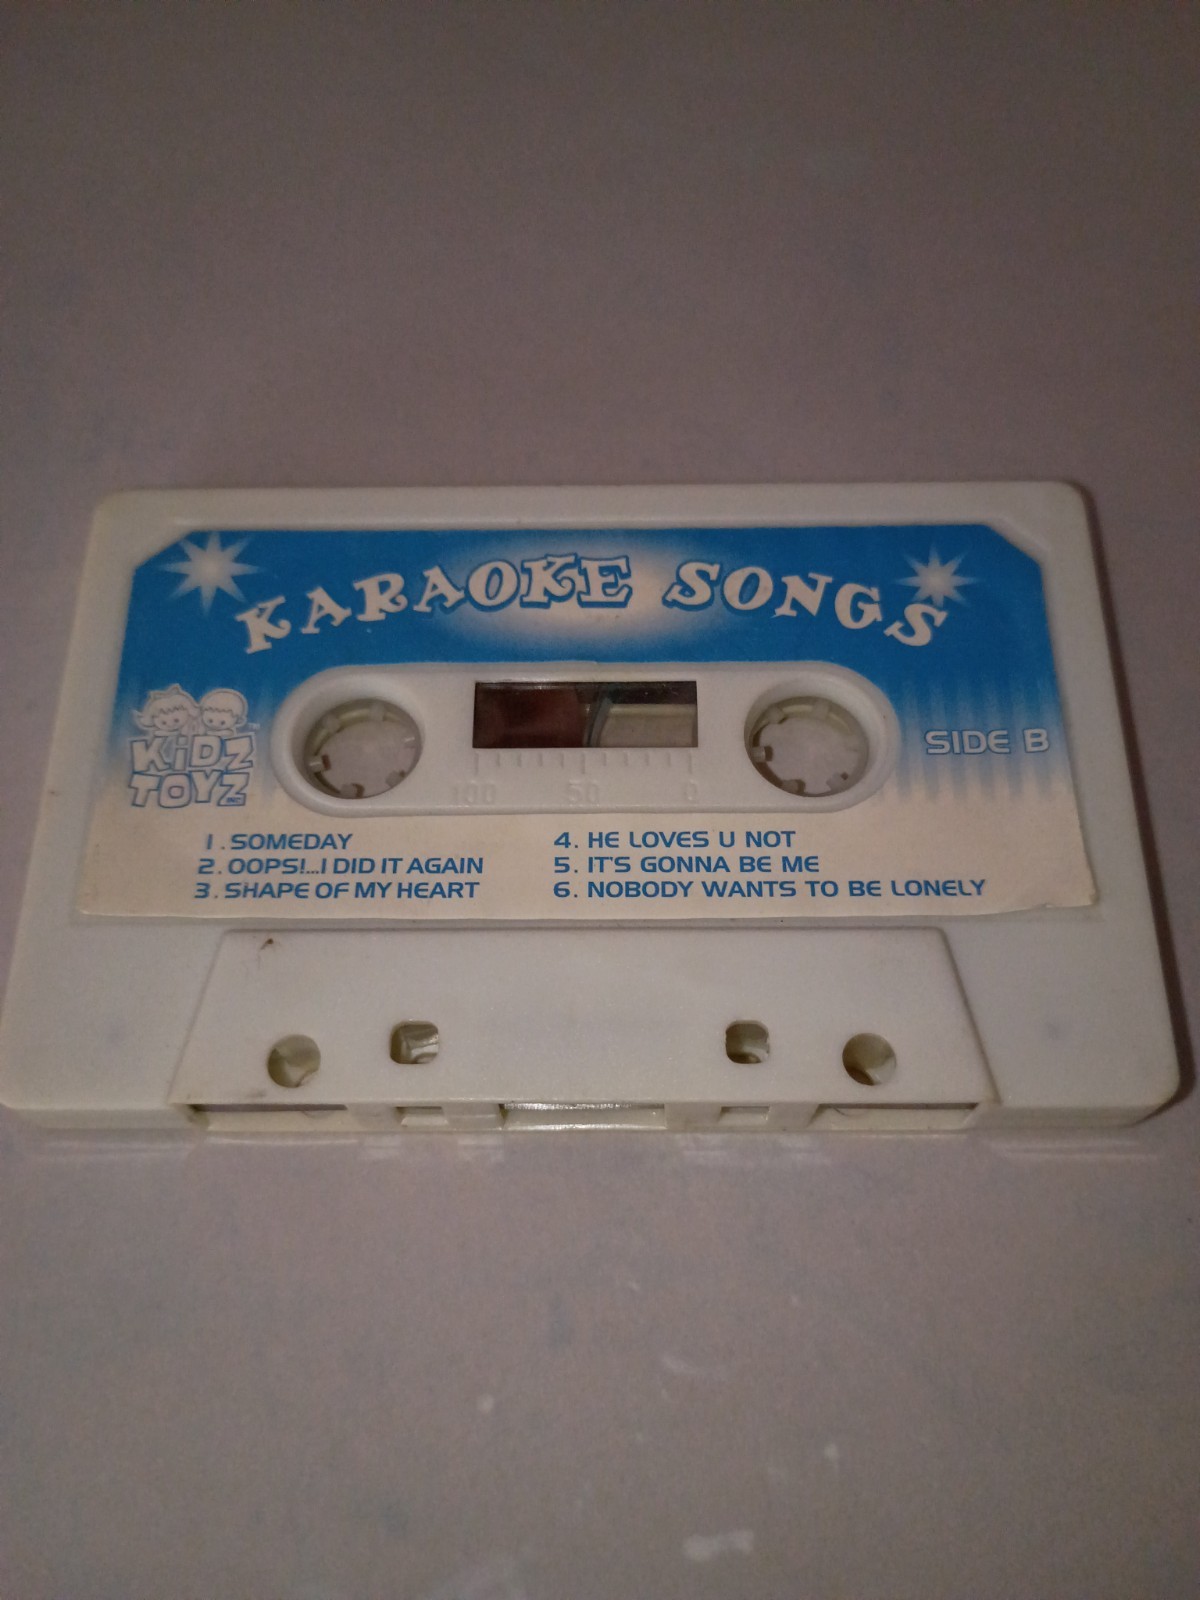 KARAOKE SONGS
KiDZ
TOYZ
INC
SIDE B
100 50 0
1. SOMEDAY
2. OOPS!...I DID IT AGAIN
3. SHAPE OF MY HEART
4. HE LOVES U NOT
5. IT'S GONNA BE ME
6. NOBODY WANTS TO BE LONELY